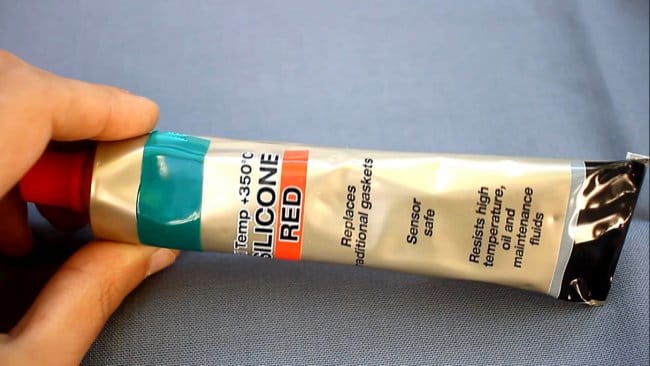 Temp +350°C
SILICONE
RED
Replaces
traditional gaskets
Sensor
safe
Resists high
temperature,
oil and
maintenance
fluids